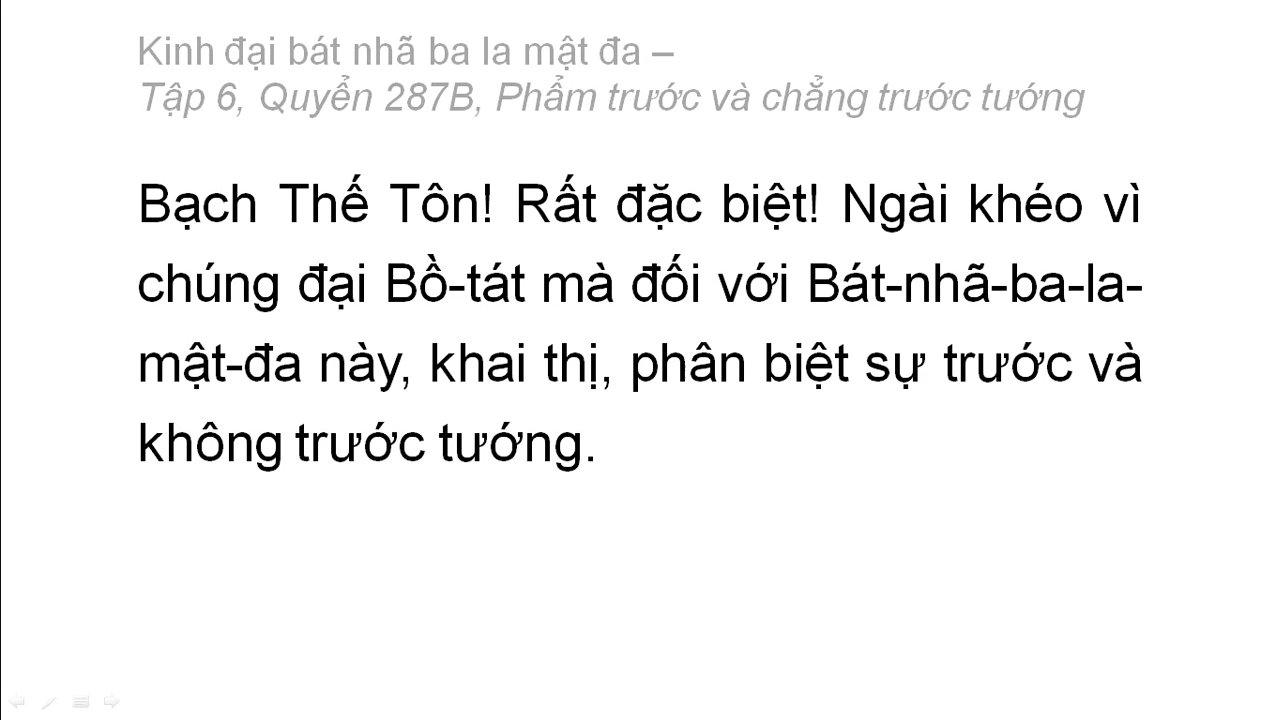 Kinh đại bát nhã ba la mật đa –
Tập 6, Quyển 287B, Phẩm trước và chẳng trước tướng
Bạch Thế Tôn! Rất đặc biệt! Ngài khéo vì
chúng đại Bồ-tát mà đối với Bát-nhã-ba-la-
mật-đa này, khai thị, phân biệt sự trước và
không trước tướng.